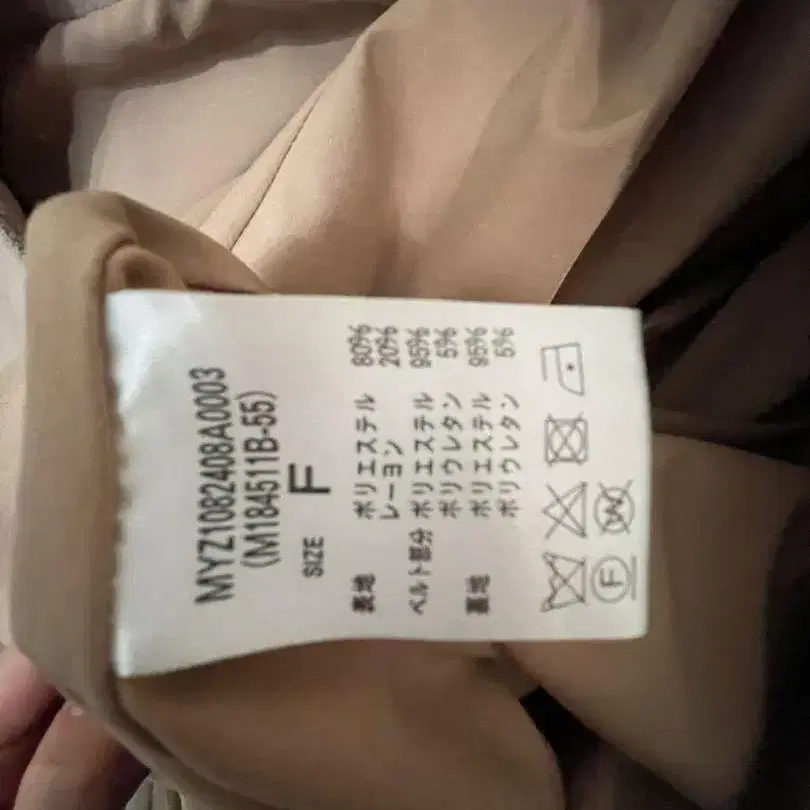 MYZ1082408A0003
(M184511B-55)
SIZE F
表地 ポリエステル 80%
レーヨン 20%
ベルト部分 ポリエステル 95%
ポリウレタン 5%
裏地 ポリエステル 95%
ポリウレタン 5%
F W